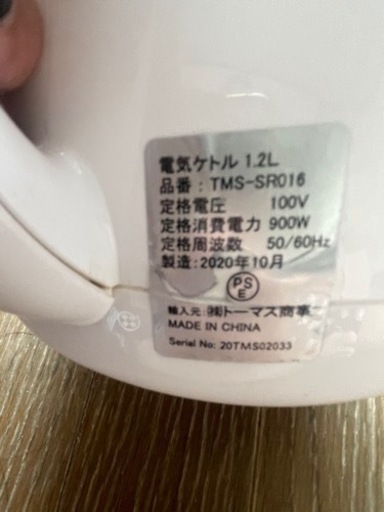 電気ケトル 1.2L
品番：TMS-SR016
定格電圧 100V
定格消費電力 900W
定格周波数 50/60Hz
製造：2020年10月
PS
E
輸入元：㈱トーマス商事
MADE IN CHINA
Serial No: 20TMS02033